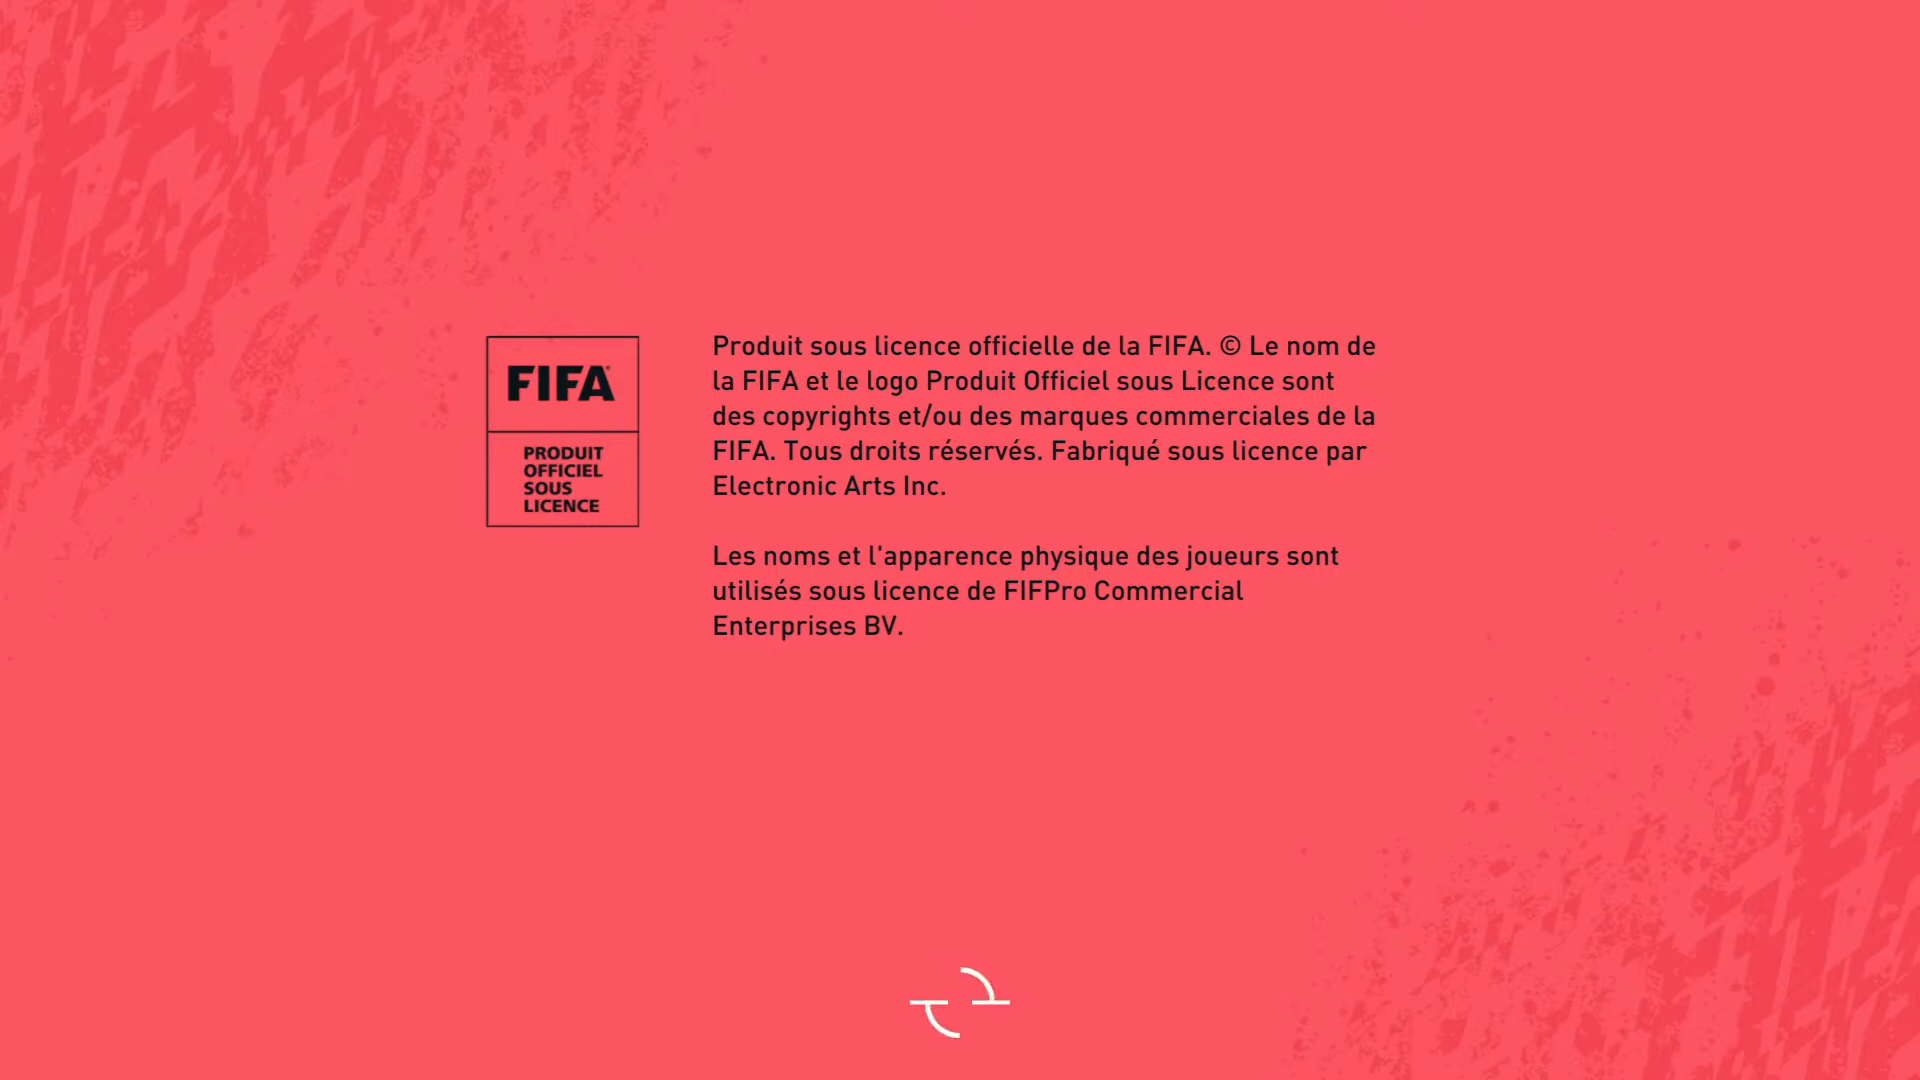 FIFA
PRODUIT
OFFICIEL
SOUS
LICENCE
Produit sous licence officielle de la FIFA. © Le nom de
la FIFA et le logo Produit Officiel sous Licence sont
des copyrights et/ou des marques commerciales de la
FIFA. Tous droits réservés. Fabriqué sous licence par
Electronic Arts Inc.
Les noms et l'apparence physique des joueurs sont
utilisés sous licence de FIFPro Commercial
Enterprises BV.